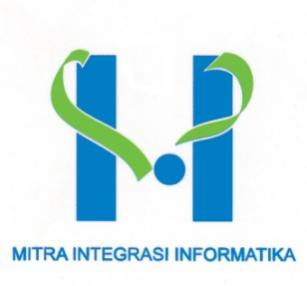 MITRA INTEGRASI INFORMATIKA